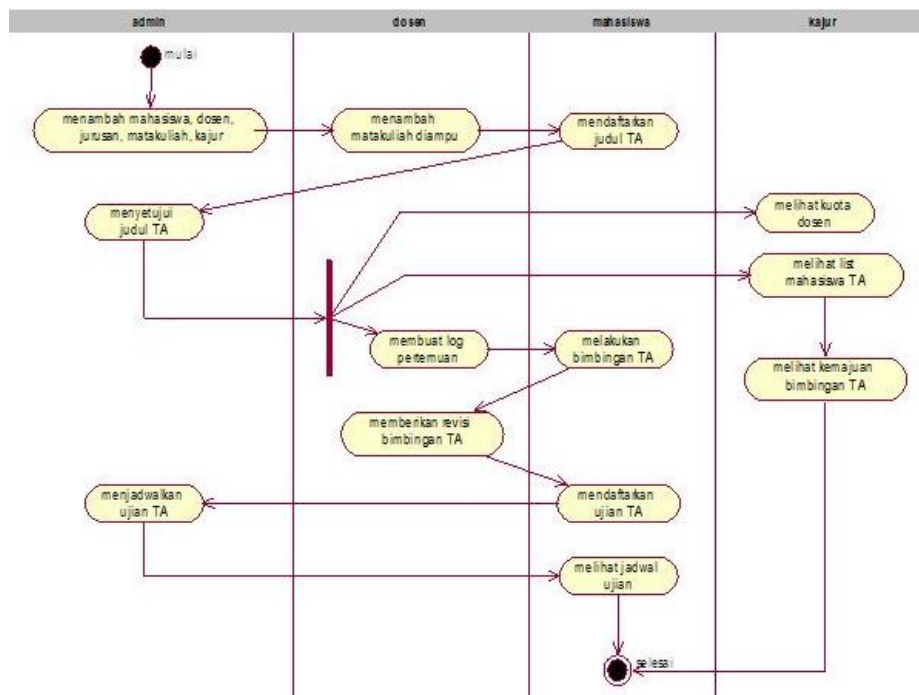 admin
dosen
mahasiswa
kajur
mulai
menambah mahasiswa, dosen,
jurusan, matakuliah, kajur
menambah
matakuliah diampu
mendaftarkan
judul TA
menyetujui
judul TA
melihat kuota
dosen
melihat list
mahasiswa TA
membuat log
pertemuan
melakukan
bimbingan TA
melihat kemajuan
bimbingan TA
memberikan revisi
bimbingan TA
menjadwalkan
ujian TA
mendaftarkan
ujian TA
melihat jadwal
ujian
selesai